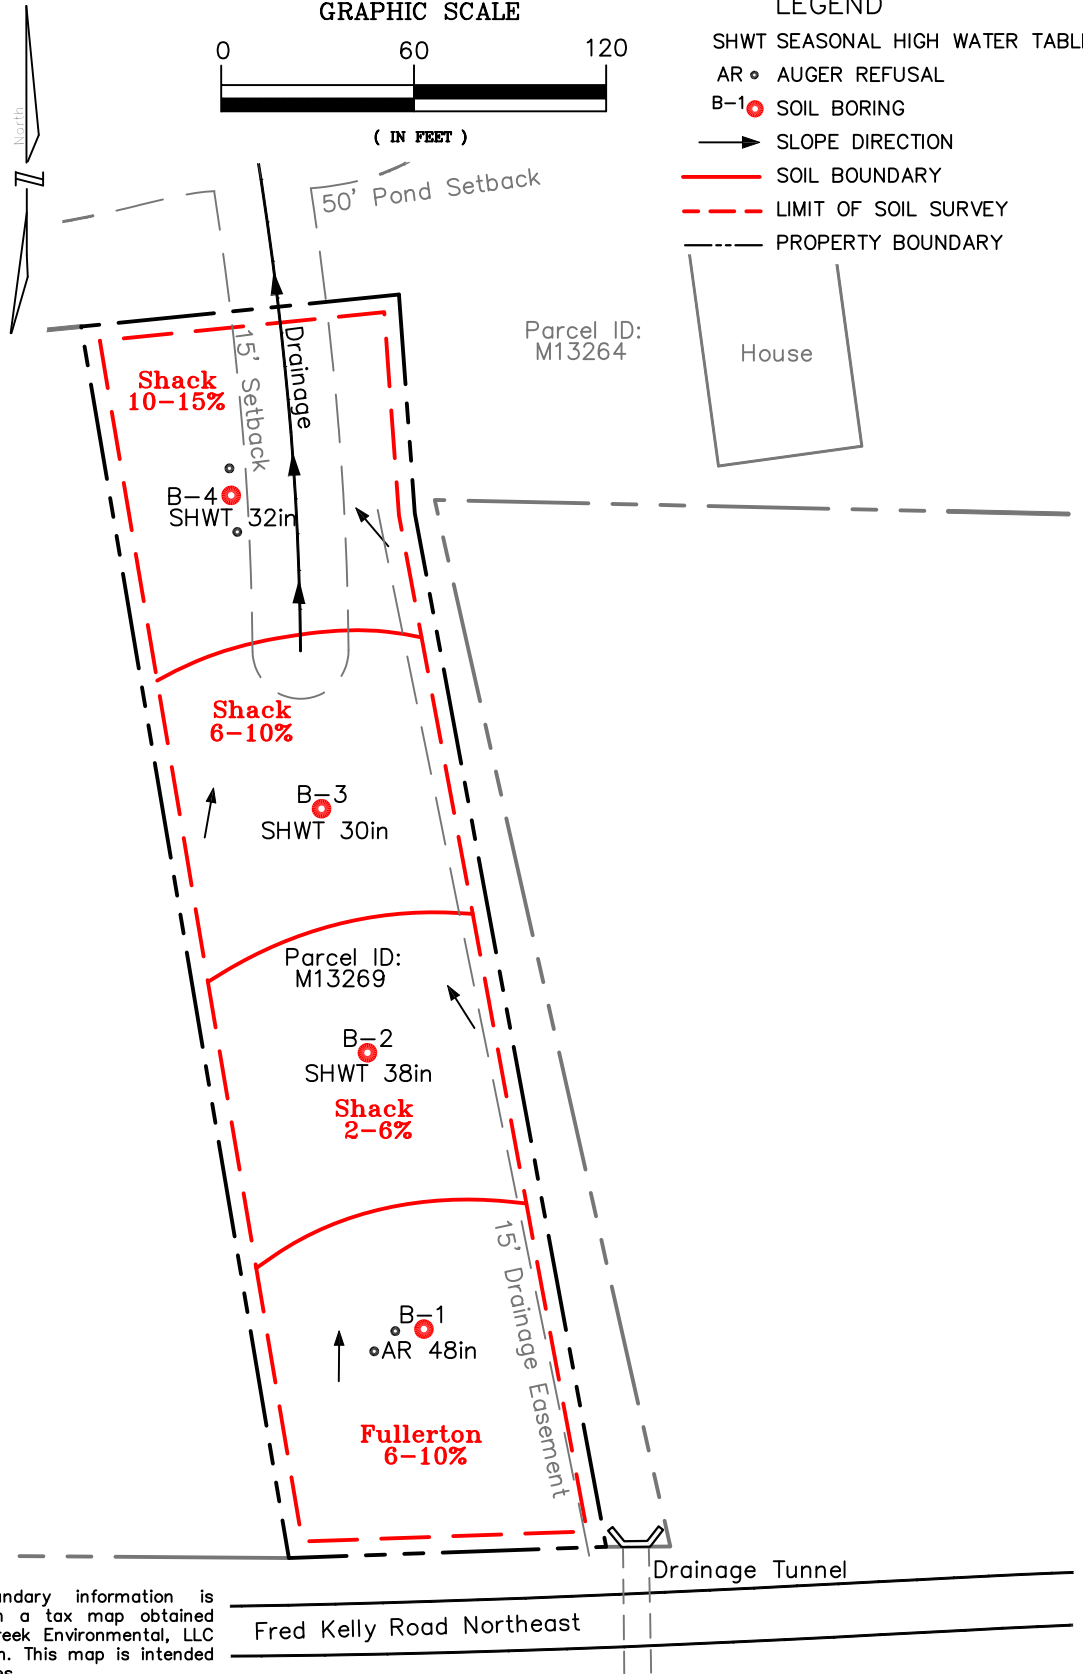 GRAPHIC SCALE
0 60 120
( IN FEET )
LEGEND
SHWT SEASONAL HIGH WATER TABLE
AR AUGER REFUSAL
B-1 SOIL BORING
SLOPE DIRECTION
SOIL BOUNDARY
LIMIT OF SOIL SURVEY
PROPERTY BOUNDARY
North
50' Pond Setback
15' Setback
Drainage
Parcel ID:
M13264
House
Shack
10-15%
B-4
SHWT 32in
Shack
6-10%
B-3
SHWT 30in
Parcel ID:
M13269
B-2
SHWT 38in
Shack
2-6%
15' Drainage Easement
B-1
AR 48in
Fullerton
6-10%
Drainage Tunnel
Fred Kelly Road Northeast
information is
a tax map obtained
Environmental, LLC
This map is intended